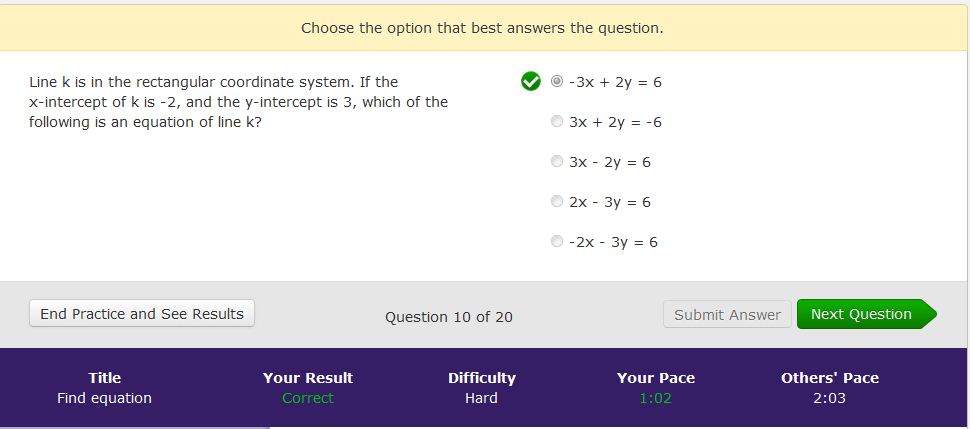 Choose the option that best answers the question.
Line k is in the rectangular coordinate system. If the
x-intercept of k is -2, and the y-intercept is 3, which of the
following is an equation of line k?
-3x + 2y = 6
3x + 2y = -6
3x - 2y = 6
2x - 3y = 6
-2x - 3y = 6
End Practice and See Results
Question 10 of 20
Submit Answer
Next Question
Title
Your Result
Difficulty
Your Pace
Others' Pace
Find equation
Correct
Hard
1:02
2:03